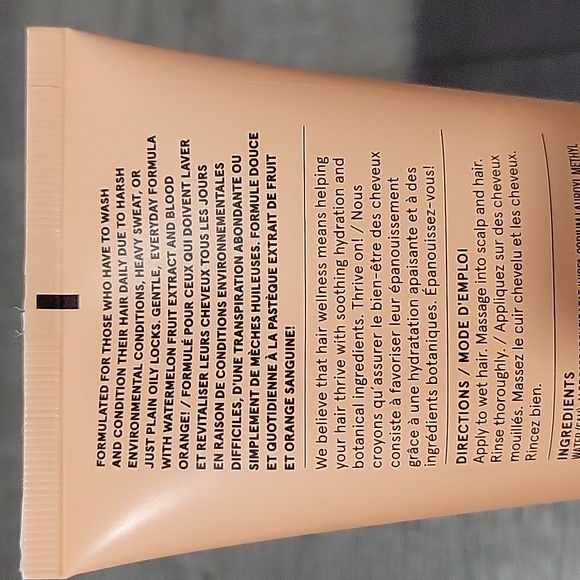 FORMULATED FOR THOSE WHO HAVE TO WASH
AND CONDITION THEIR HAIR DAILY DUE TO HARSH
ENVIRONMENTAL CONDITIONS, HEAVY SWEAT, OR
JUST PLAIN OILY LOCKS. GENTLE, EVERYDAY FORMULA
WITH WATERMELON FRUIT EXTRACT AND BLOOD
ORANGE! / FORMULÉ POUR CEUX QUI DOIVENT LAVER
ET REVITALISER LEURS CHEVEUX TOUS LES JOURS
EN RAISON DE CONDITIONS ENVIRONNEMENTALES
DIFFICILES, D'UNE TRANSPIRATION ABONDANTE OU
SIMPLEMENT DE MÈCHES HUILEUSES. FORMULE DOUCE
ET QUOTIDIENNE À LA PASTÈQUE EXTRAIT DE FRUIT
ET ORANGE SANGUINE!
We believe that hair wellness means helping
your hair thrive with soothing hydration and
botanical ingredients. Thrive on! / Nous
croyons qu'assurer le bien-être des cheveux
consiste à favoriser leur épanouissement
grâce à une hydratation apaisante et à des
ingrédients botaniques. Épanouissez-vous!
DIRECTIONS / MODE D'EMPLOI
Apply to wet hair. Massage into scalp and hair.
Rinse thoroughly. / Appliquez sur des cheveux
mouillés. Massez le cuir chevelu et les cheveux.
Rincez bien.
INGREDIENTS
METHYL